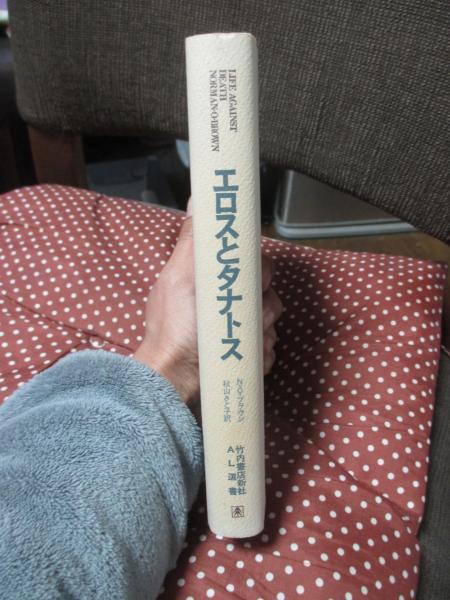 LIFE AGAINST
DEATH
NORMAN·O·BROWN
エロスとタナトス
N・O・ブラウン
秋山さと子訳
竹内書店新社
AL選書